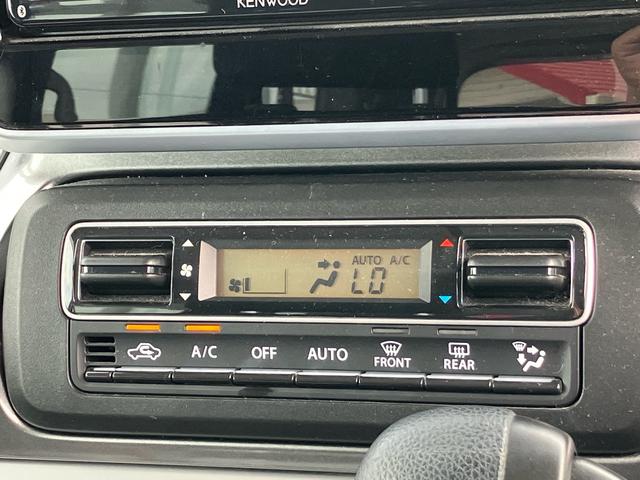 KENWOOD
AUTO A/C
LO
A/C OFF AUTO FRONT REAR